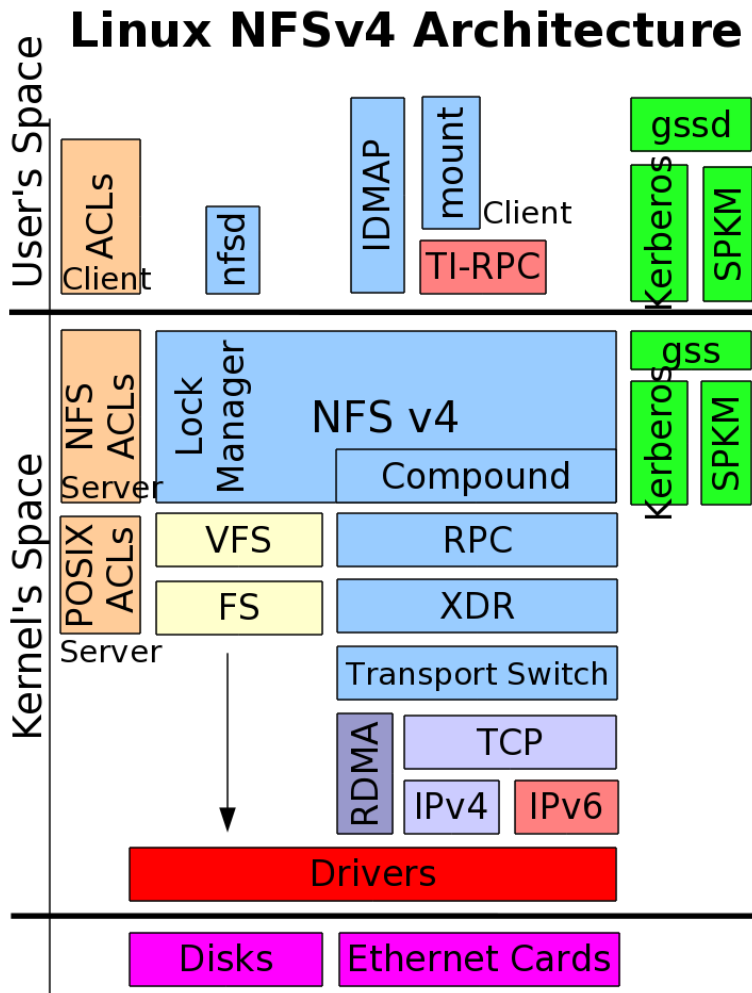 Linux NFSv4 Architecture
User's Space
ACLs
Client
nfsd
IDMAP
mount
Client
TI-RPC
gssd
Kerberos
SPKM
Kernel's Space
NFS
ACLs
Server
Lock
Manager
NFS v4
Compound
gss
Kerberos
SPKM
POSIX
ACLs
Server
VFS
RPC
FS
XDR
Transport Switch
RDMA
TCP
IPv4
IPv6
Drivers
Disks
Ethernet Cards